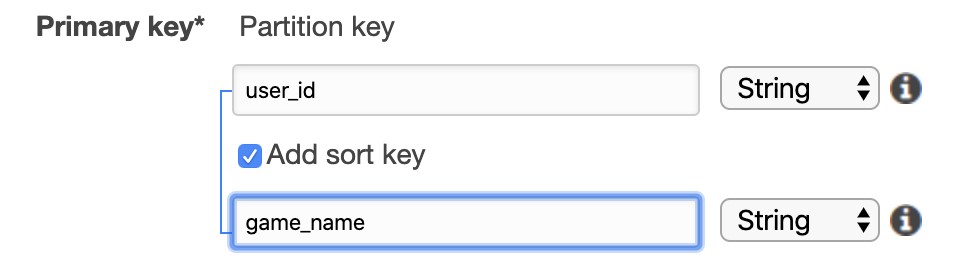 Primary key* Partition key
user_id String
Add sort key
game_name String